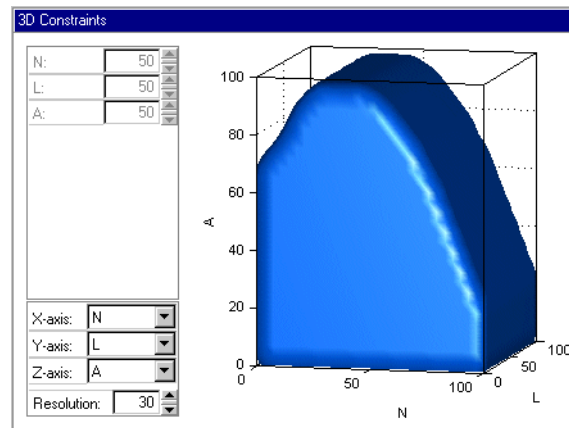 3D Constraints
N: 50
L: 50
A: 50
X-axis: N
Y-axis: L
Z-axis: A
Resolution: 30
100
80
60
40
20
0
A
0
50
100
N
0
50
100
L